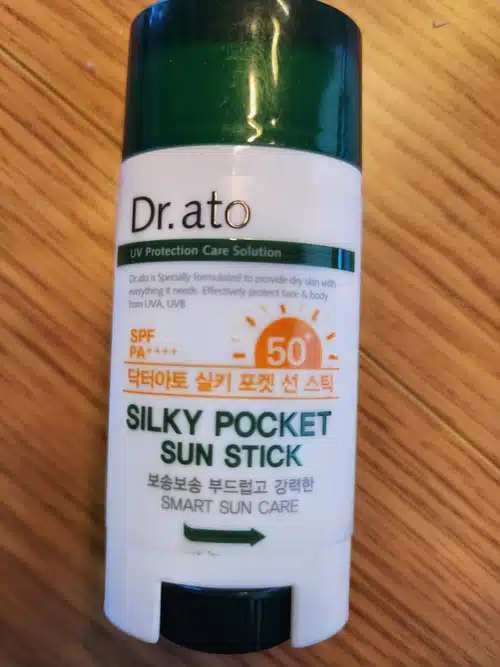 Dr.ato
UV Protection Care Solution
Dr.ato is Specially formulated to provide dry skin with
everything it needs. Effectively protect face & body
from UVA, UVB
SPF
PA++++
50+
닥터아토 실키 포켓 선 스틱
SILKY POCKET
SUN STICK
보송보송 부드럽고 강력한
SMART SUN CARE